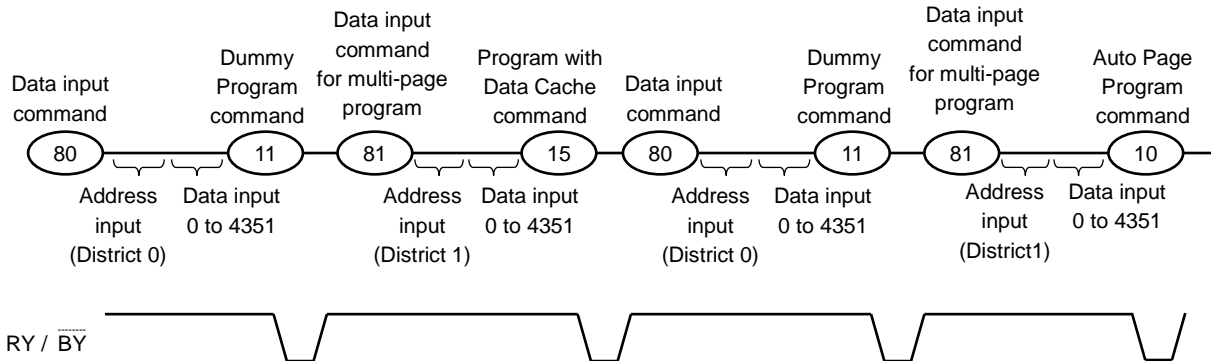 Data input
command
Dummy
Program
command
Data input
command
for multi-page
program
Program with
Data Cache
command
Data input
command
Dummy
Program
command
Data input
command
for multi-page
program
Auto Page
Program
command
80
11
81
15
80
11
81
10
Address
input
(District 0)
Data input
0 to 4351
Address
input
(District 1)
Data input
0 to 4351
Address
input
(District 0)
Data input
0 to 4351
Address
input
(District1)
Data input
0 to 4351
RY / BY